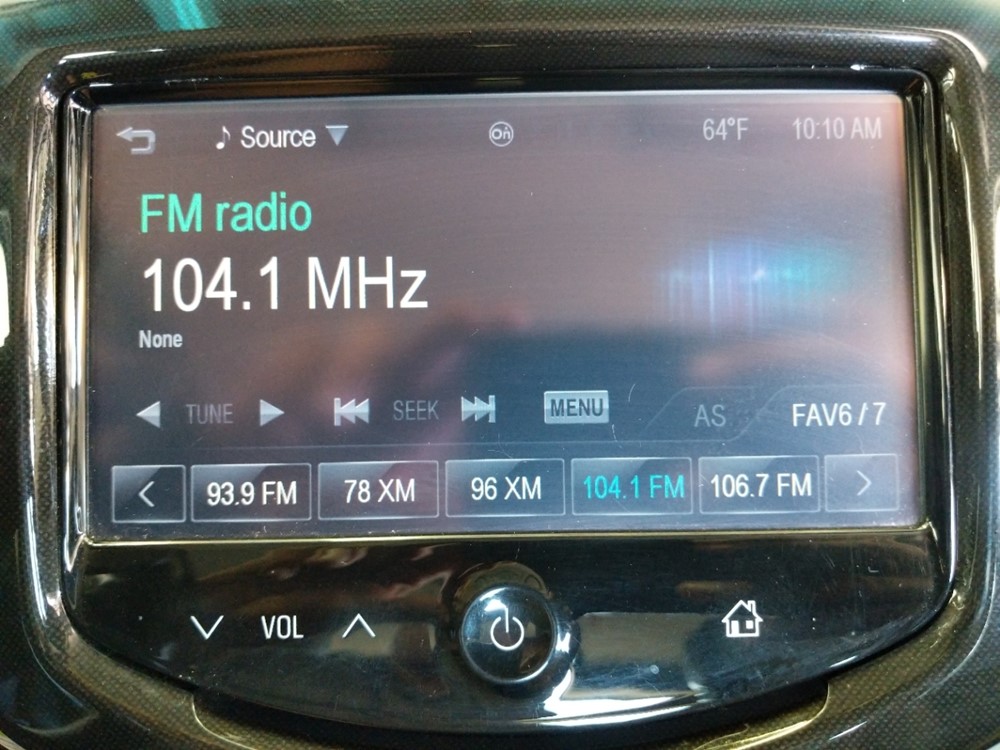 Source
On
64°F
10:10 AM
FM radio
104.1 MHz
None
TUNE
SEEK
MENU
AS
FAV6 / 7
93.9 FM
78 XM
96 XM
104.1 FM
106.7 FM
VOL